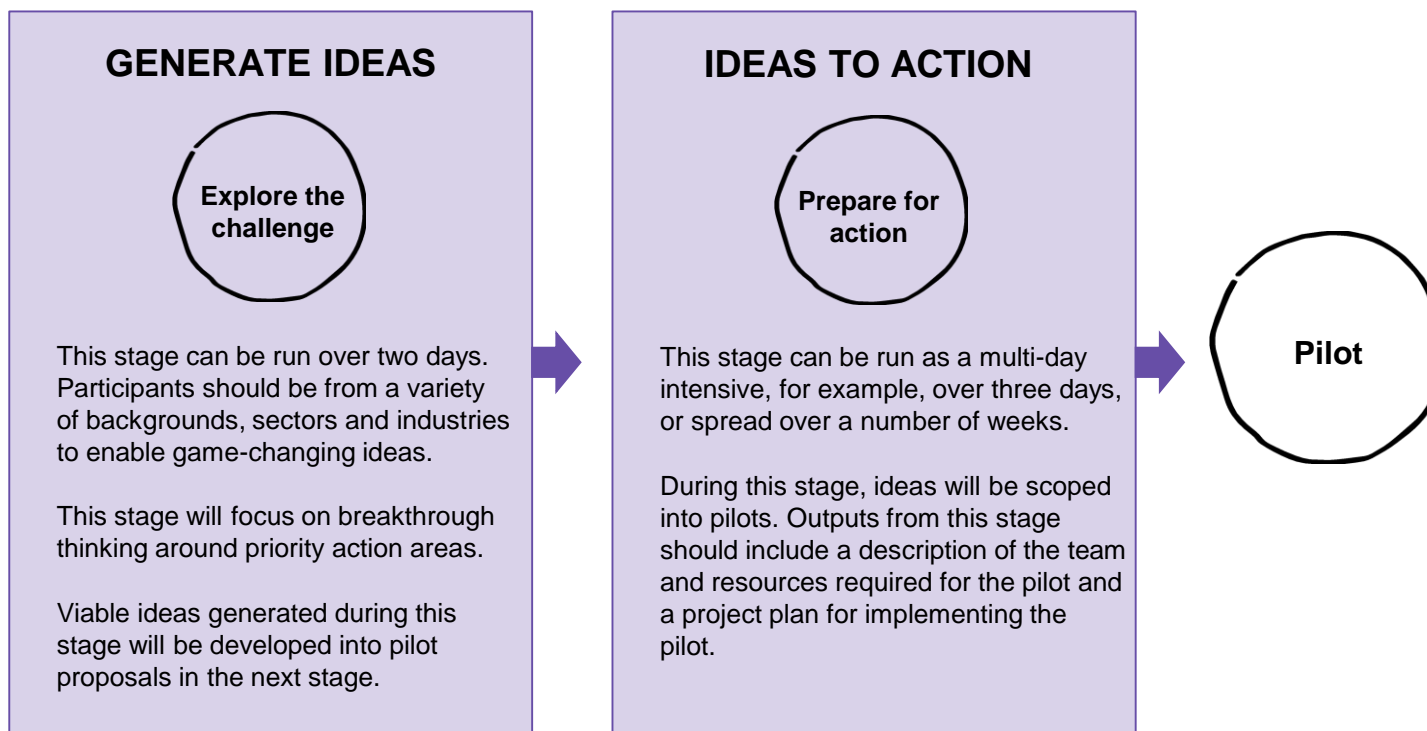 GENERATE IDEAS
Explore the
challenge
This stage can be run over two days.
Participants should be from a variety
of backgrounds, sectors and industries
to enable game-changing ideas.
This stage will focus on breakthrough
thinking around priority action areas.
Viable ideas generated during this
stage will be developed into pilot
proposals in the next stage.
IDEAS TO ACTION
Prepare for
action
This stage can be run as a multi-day
intensive, for example, over three days,
or spread over a number of weeks.
During this stage, ideas will be scoped
into pilots. Outputs from this stage
should include a description of the team
and resources required for the pilot and
a project plan for implementing the
pilot.
Pilot